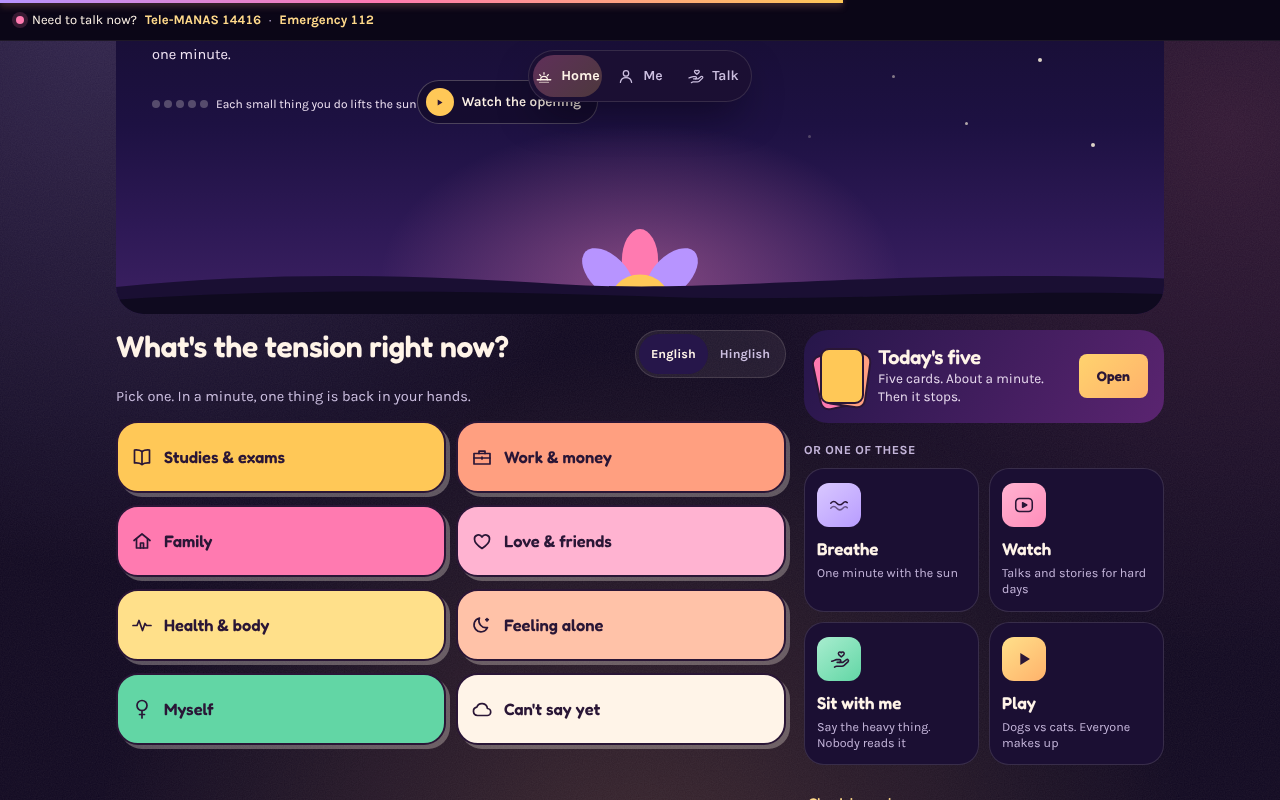 Need to talk now? Tele-MANAS 14416 · Emergency 112
one minute.
Home
Me
Talk
Each small thing you do lifts the sun
Watch the opening
What's the tension right now?
English
Hinglish
Pick one. In a minute, one thing is back in your hands.
Studies & exams
Work & money
Family
Love & friends
Health & body
Feeling alone
Myself
Can't say yet
Today's five
Five cards. About a minute.
Then it stops.
Open
OR ONE OF THESE
Breathe
One minute with the sun
Watch
Talks and stories for hard
days
Sit with me
Say the heavy thing.
Nobody reads it
Play
Dogs vs cats. Everyone
makes up